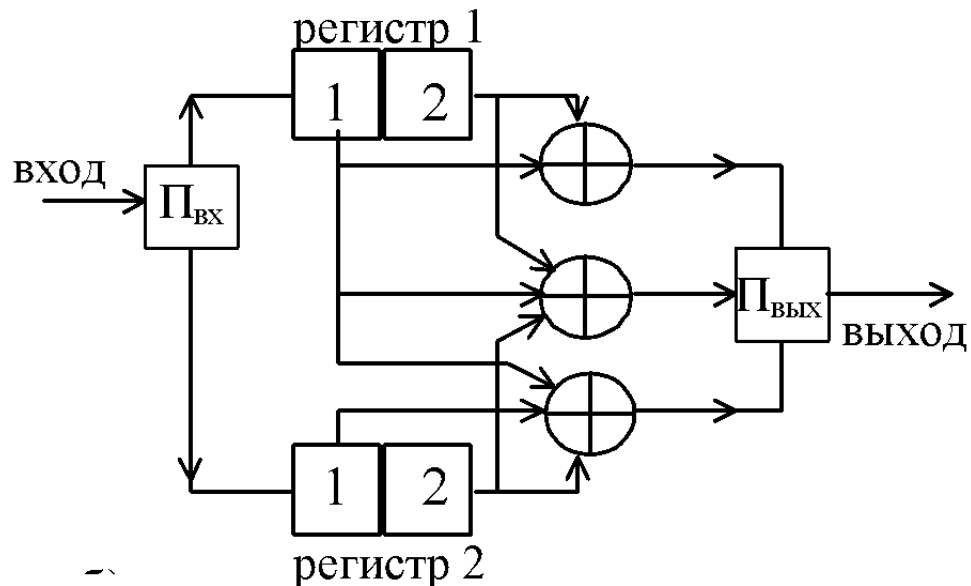 регистр 1
1 2
вход
Пвх
Пвых
выход
1 2
регистр 2